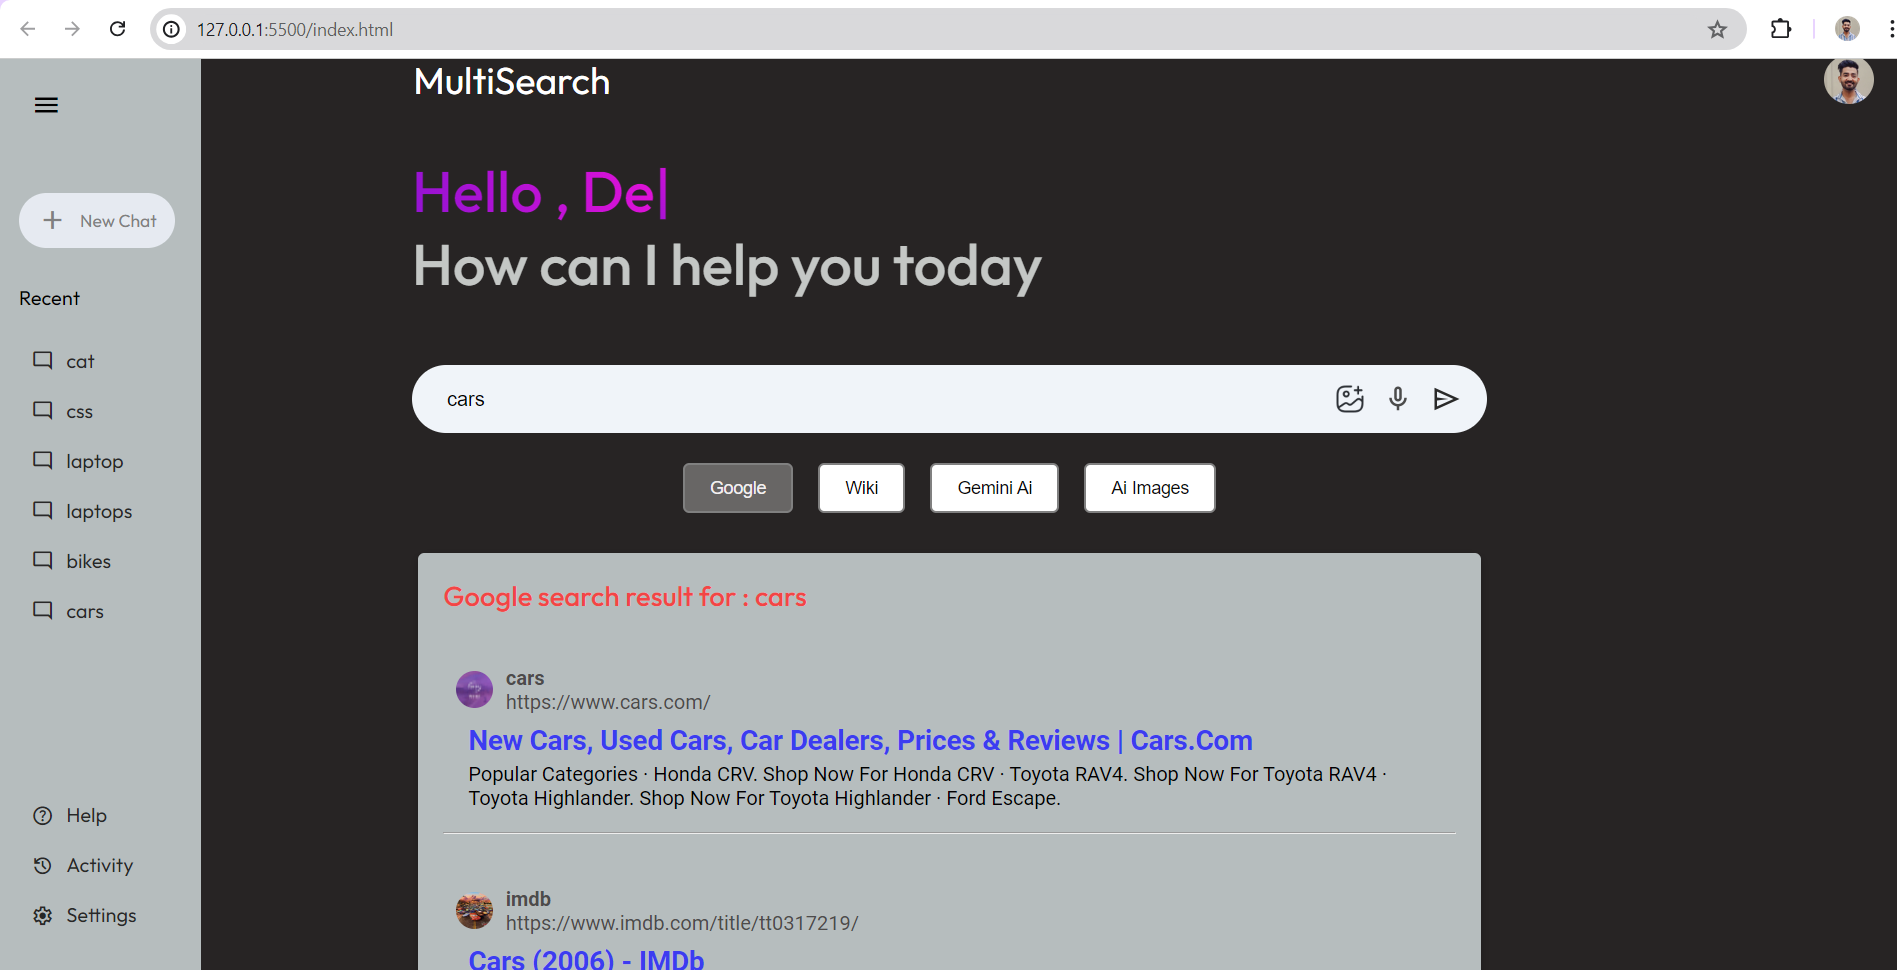 127.0.0.1:5500/index.html
MultiSearch
New Chat
Recent
cat
css
laptop
laptops
bikes
cars
Help
Activity
Settings
Hello , De|
How can I help you today
cars
Google
Wiki
Gemini Ai
Ai Images
Google search result for : cars
cars
https://www.cars.com/
New Cars, Used Cars, Car Dealers, Prices & Reviews | Cars.Com
Popular Categories · Honda CRV. Shop Now For Honda CRV · Toyota RAV4. Shop Now For Toyota RAV4 ·
Toyota Highlander. Shop Now For Toyota Highlander · Ford Escape.
imdb
https://www.imdb.com/title/tt0317219/
Cars (2006) - IMDb